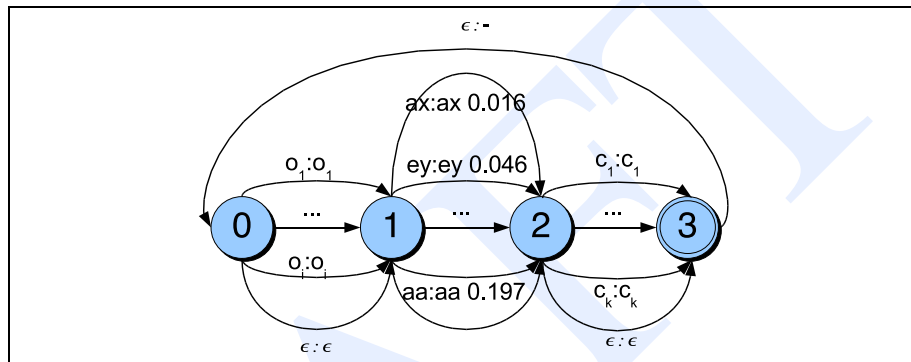 ϵ:-
ax:ax 0.016
o₁:o₁
ey:ey 0.046
c₁:c₁
... ... ...
0 1 2 3
oᵢ:oᵢ
aa:aa 0.197
cₖ:cₖ
ϵ:ϵ
ϵ:ϵ